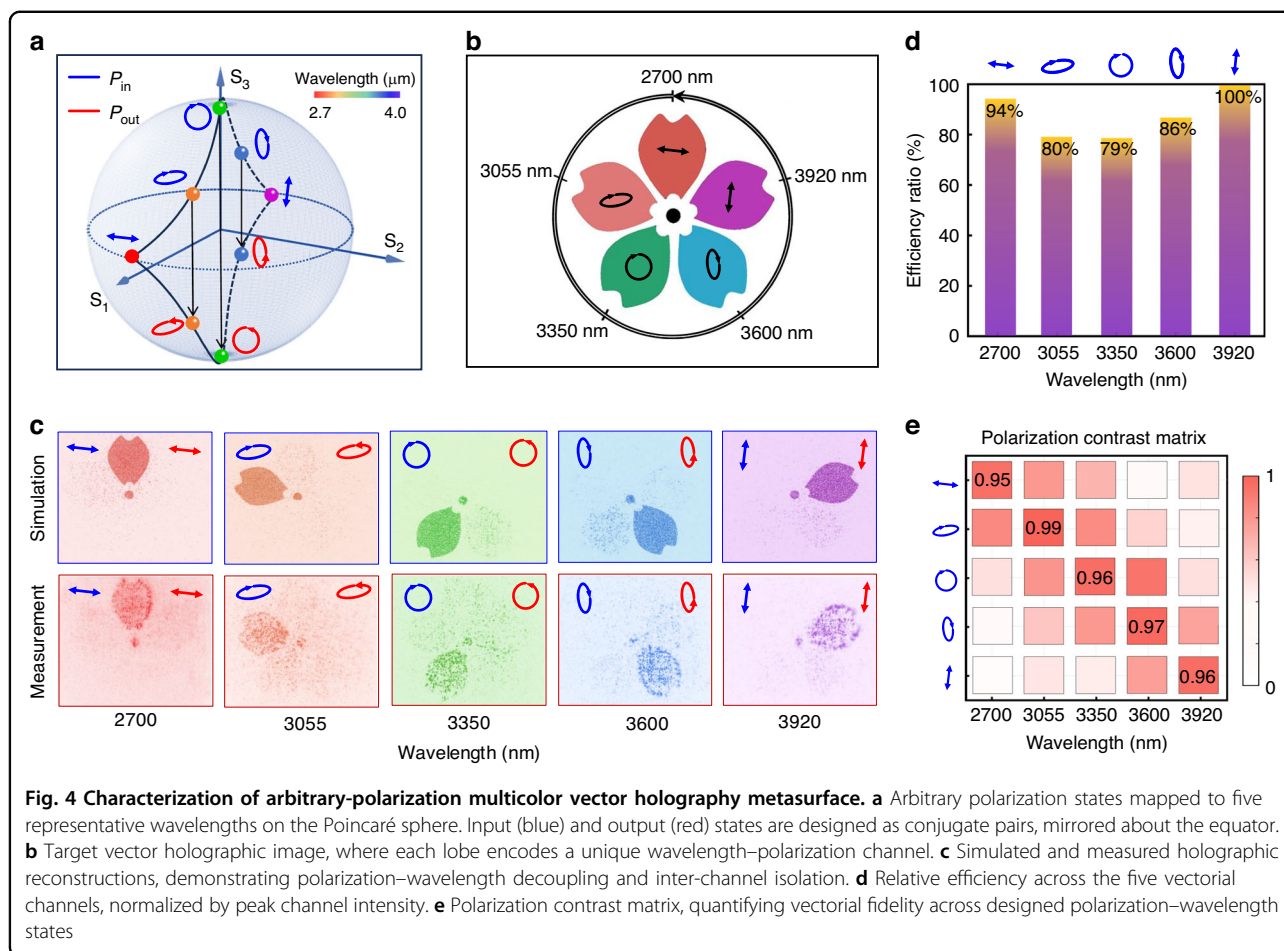 a
P_in
P_out
S₃
Wavelength (μm)
2.7 4.0
S₂
S₁
b
2700 nm
3055 nm
3920 nm
3350 nm
3600 nm
c
Simulation
Measurement
2700 3055 3350 3600 3920
Wavelength (nm)
d
Efficiency ratio (%)
100
80
60
40
20
0
94% 80% 79% 86% 100%
2700 3055 3350 3600 3920
Wavelength (nm)
e
Polarization contrast matrix
0.95
0.99
0.96
0.97
0.96
1
0
2700 3055 3350 3600 3920
Wavelength (nm)
Fig. 4 Characterization of arbitrary-polarization multicolor vector holography metasurface. a Arbitrary polarization states mapped to five
representative wavelengths on the Poincaré sphere. Input (blue) and output (red) states are designed as conjugate pairs, mirrored about the equator.
b Target vector holographic image, where each lobe encodes a unique wavelength–polarization channel. c Simulated and measured holographic
reconstructions, demonstrating polarization–wavelength decoupling and inter-channel isolation. d Relative efficiency across the five vectorial
channels, normalized by peak channel intensity. e Polarization contrast matrix, quantifying vectorial fidelity across designed polarization–wavelength
states